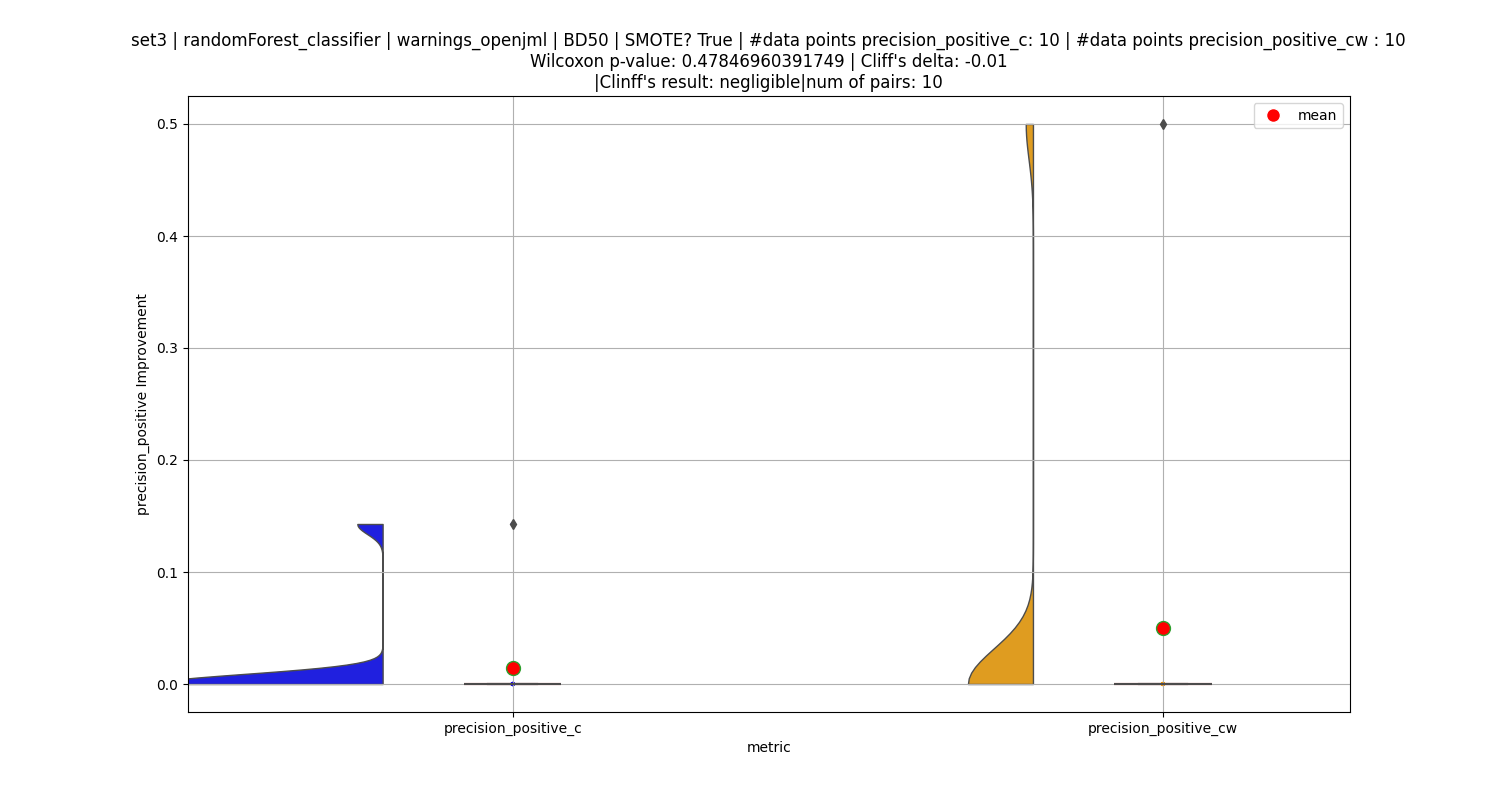 set3 | randomForest_classifier | warnings_openjml | BD50 | SMOTE? True | #data points precision_positive_c: 10 | #data points precision_positive_cw : 10
Wilcoxon p-value: 0.47846960391749 | Cliff's delta: -0.01
|Clinff's result: negligible|num of pairs: 10
mean
0.5
0.4
0.3
0.2
0.1
0.0
precision_positive Improvement
precision_positive_c
precision_positive_cw
metric